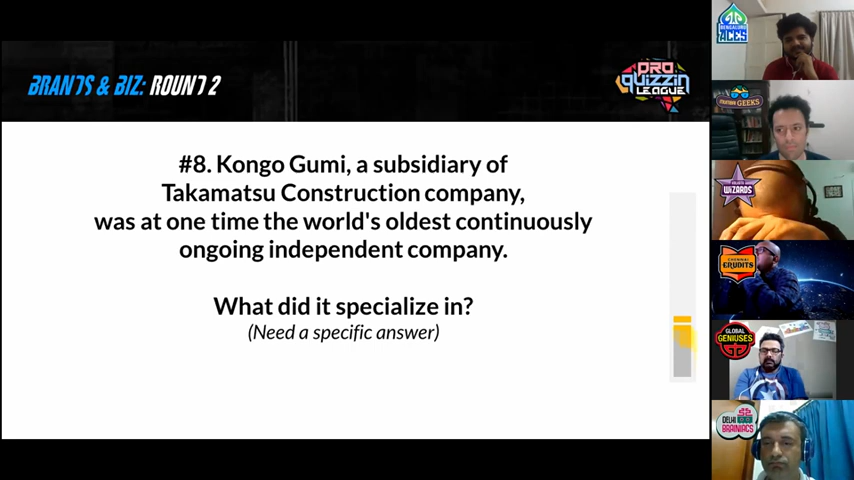 BRANDS & BIZ: ROUND 2
PRO
QUIZZIN
LEAGUE
#8. Kongo Gumi, a subsidiary of
Takamatsu Construction company,
was at one time the world's oldest continuously
ongoing independent company.
What did it specialize in?
(Need a specific answer)
BENGALURU
ACES
GEEKS
WIZARDS
CHENNAI
ERUDITS
GLOBAL
GENIUSES
DELHI
BRAINIACS